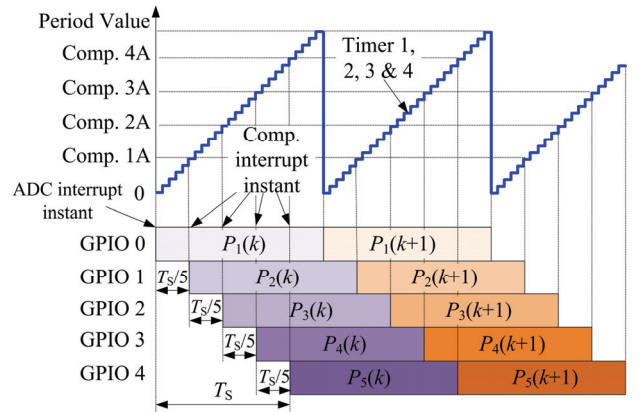 Period Value
Comp. 4A
Comp. 3A
Comp. 2A
Comp. 1A
0
Timer 1,
2, 3 & 4
Comp.
interrupt
instant
ADC interrupt
instant
GPIO 0
P₁(k)
P₁(k+1)
GPIO 1
Tₛ/5
P₂(k)
P₂(k+1)
GPIO 2
Tₛ/5
P₃(k)
P₃(k+1)
GPIO 3
Tₛ/5
P₄(k)
P₄(k+1)
GPIO 4
Tₛ/5
P₅(k)
P₅(k+1)
Tₛ